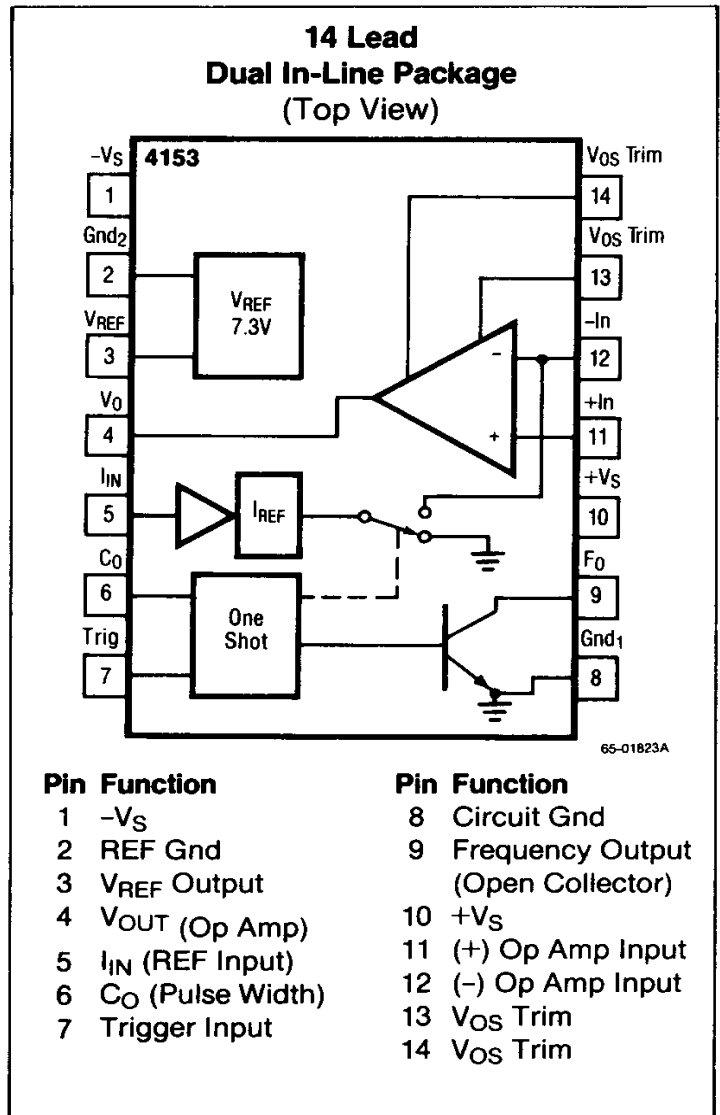 14 Lead
Dual In-Line Package
(Top View)
-VS
4153
VOS Trim
1
14
Gnd2
VOS Trim
2
VREF
7.3V
13
VREF
-In
3
-
12
VO
+In
4
+
11
IIN
+VS
5
IREF
10
CO
FO
6
One
Shot
9
Trig
Gnd1
7
8
65-01823A
Pin Function
1 -VS
2 REF Gnd
3 VREF Output
4 VOUT (Op Amp)
5 IIN (REF Input)
6 CO (Pulse Width)
7 Trigger Input
Pin Function
8 Circuit Gnd
9 Frequency Output
(Open Collector)
10 +VS
11 (+) Op Amp Input
12 (-) Op Amp Input
13 VOS Trim
14 VOS Trim